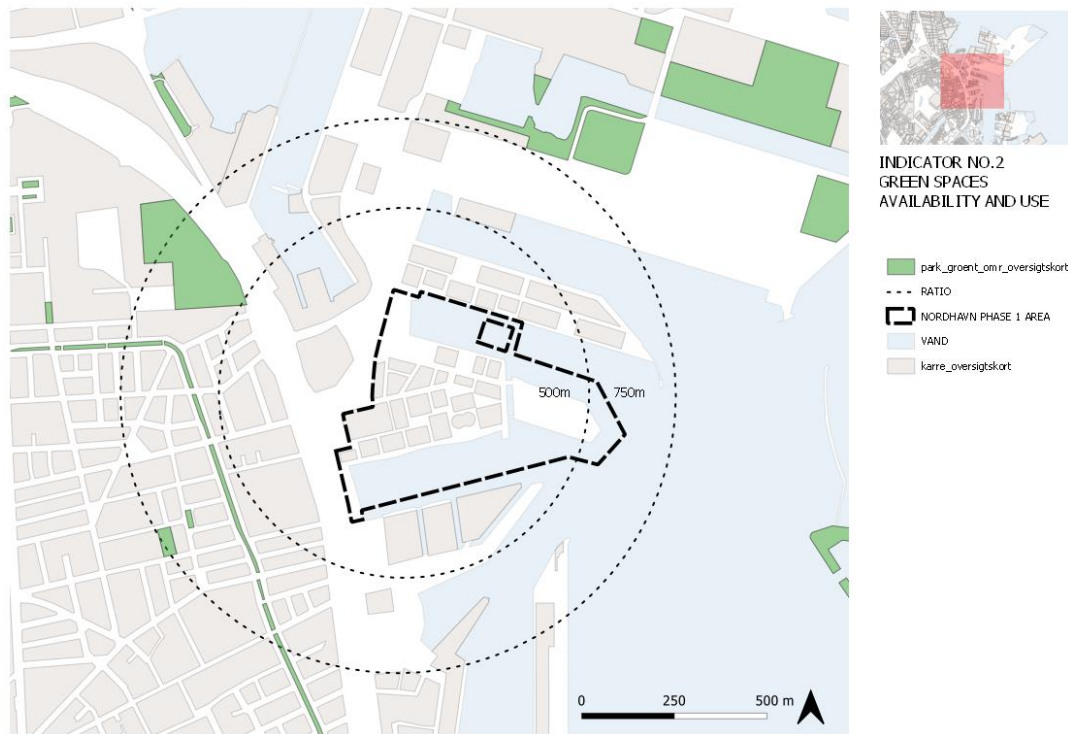 INDICATOR NO.2
GREEN SPACES
AVAILABILITY AND USE
park_groent_omr_oversigtskort
RATIO
NORDHAVN PHASE 1 AREA
VAND
karre_oversigtskort
500m 750m
0 250 500 m